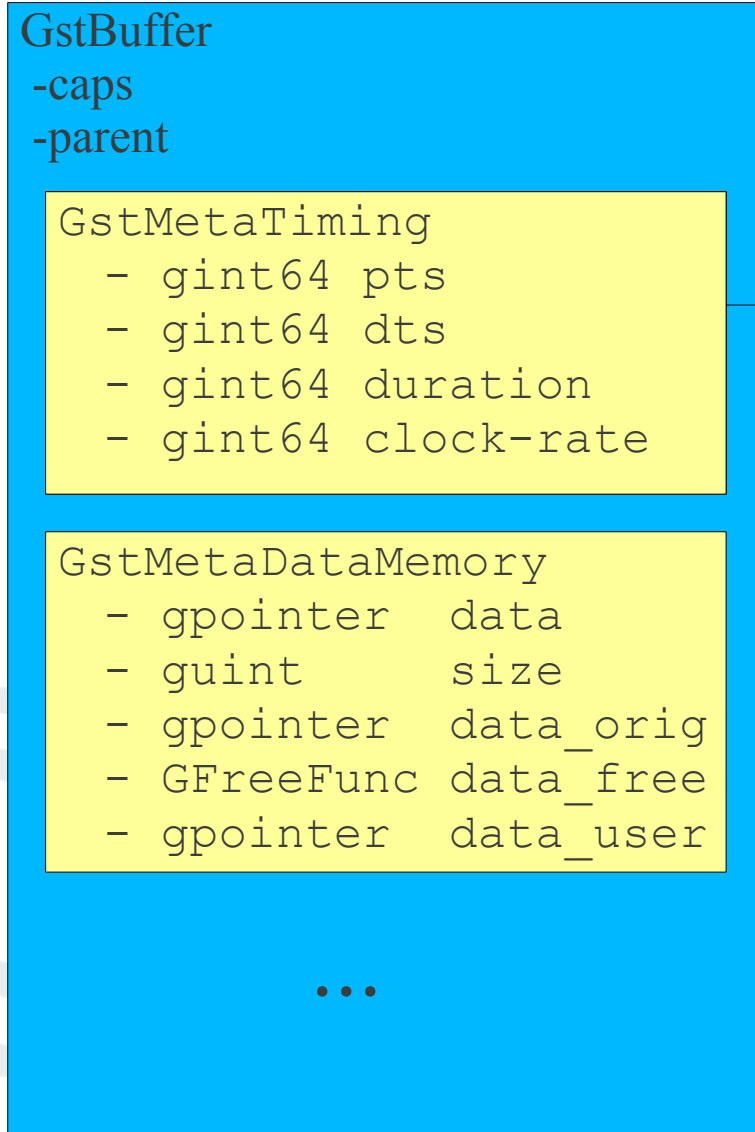 GstBuffer
-caps
-parent
GstMetaTiming
- gint64 pts
- gint64 dts
- gint64 duration
- gint64 clock-rate
GstMetaDataMemory
- gpointer data
- guint size
- gpointer data_orig
- GFreeFunc data_free
- gpointer data_user
...